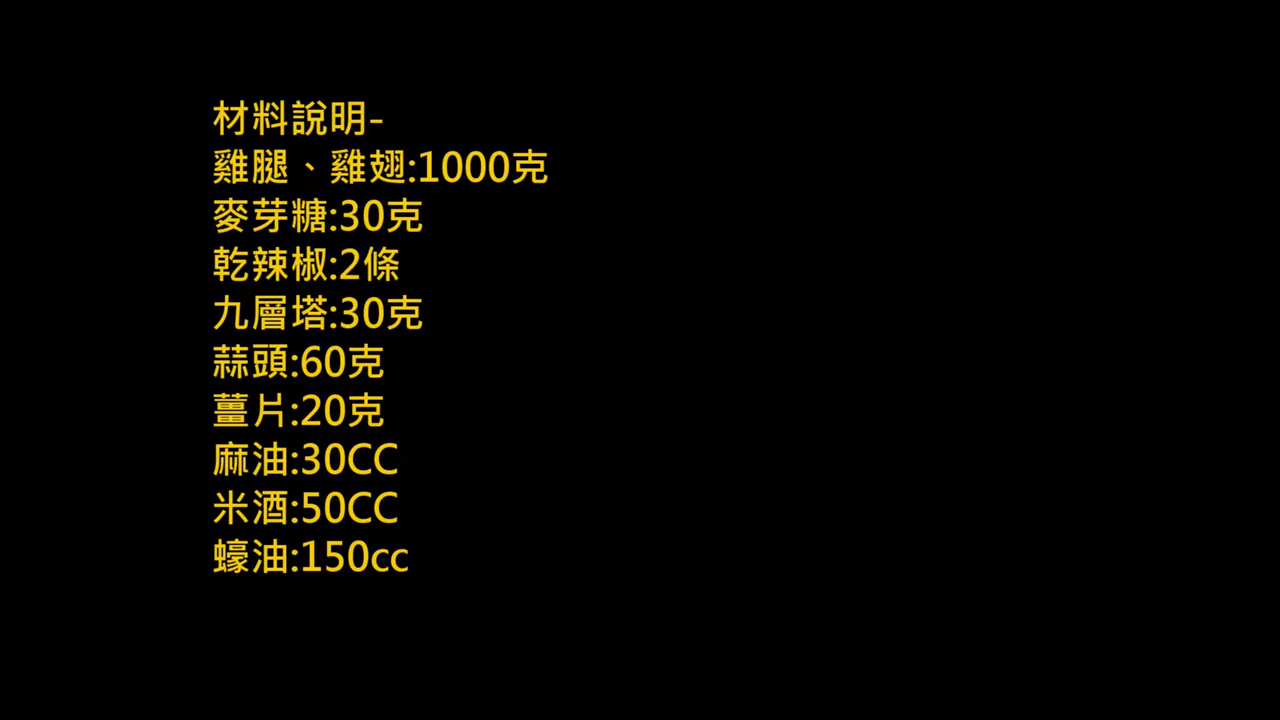 材料說明-
雞腿、雞翅:1000克
麥芽糖:30克
乾辣椒:2條
九層塔:30克
蒜頭:60克
薑片:20克
麻油:30CC
米酒:50CC
蠔油:150cc